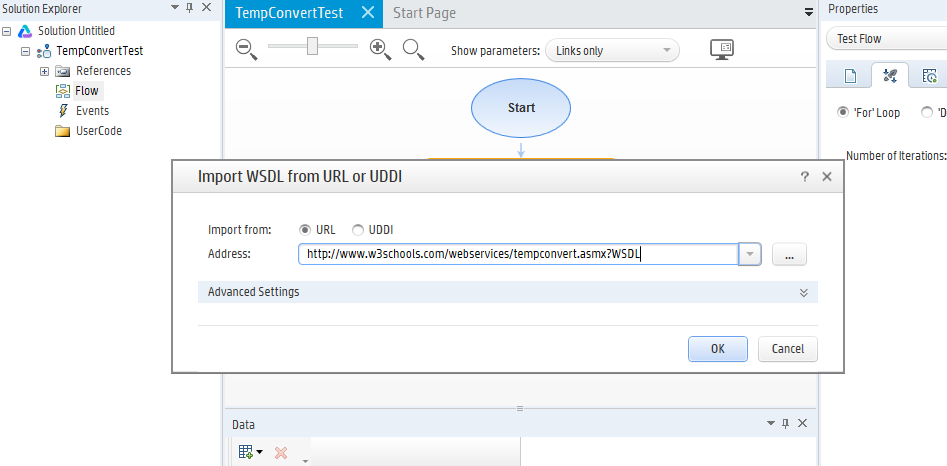 Solution Explorer
TempConvertTest
Start Page
Properties
Solution Untitled
TempConvertTest
References
Flow
Events
UserCode
Show parameters:
Links only
Test Flow
Start
'For' Loop
Number of Iterations:
Import WSDL from URL or UDDI
Import from:
URL
UDDI
Address:
http://www.w3schools.com/webservices/tempconvert.asmx?WSDL
...
Advanced Settings
OK
Cancel
Data